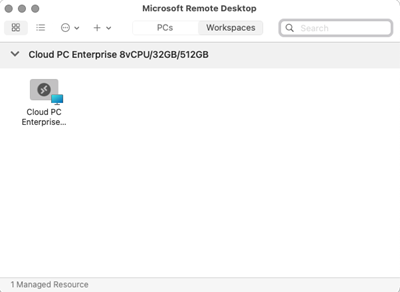 Microsoft Remote Desktop
PCs
Workspaces
Search
Cloud PC Enterprise 8vCPU/32GB/512GB
Cloud PC
Enterprise...
1 Managed Resource